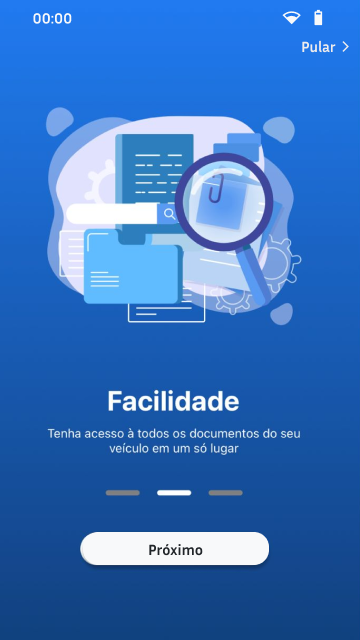 00:00
Pular
Facilidade
Tenha acesso à todos os documentos do seu
veículo em um só lugar
Próximo